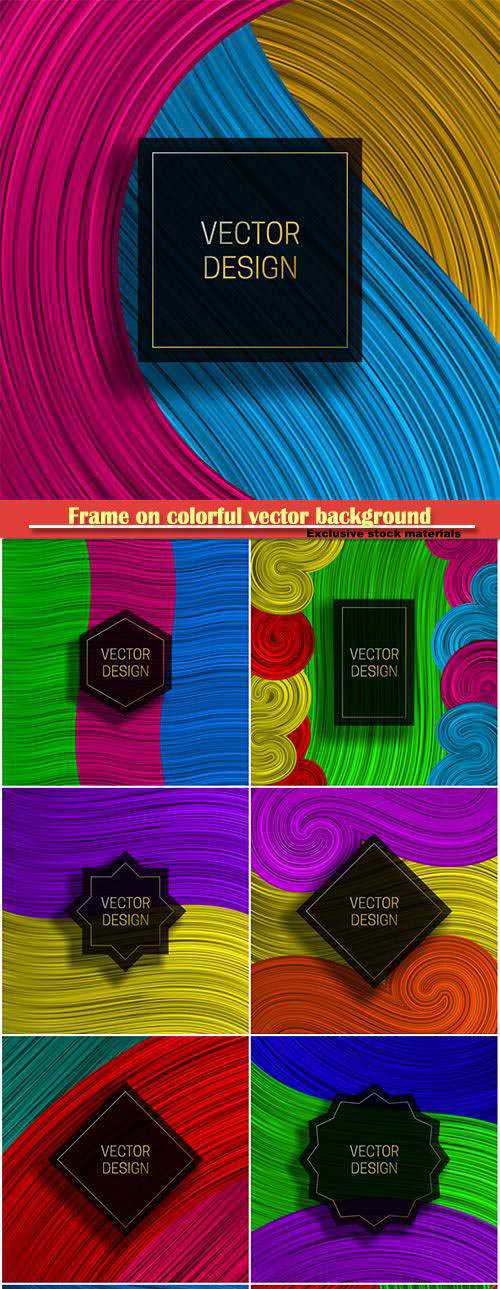 VECTOR
DESIGN
Frame on colorful vector background
Exclusive stock materials
VECTOR
DESIGN
VECTOR
DESIGN
VECTOR
DESIGN
VECTOR
DESIGN
VECTOR
DESIGN
VECTOR
DESIGN